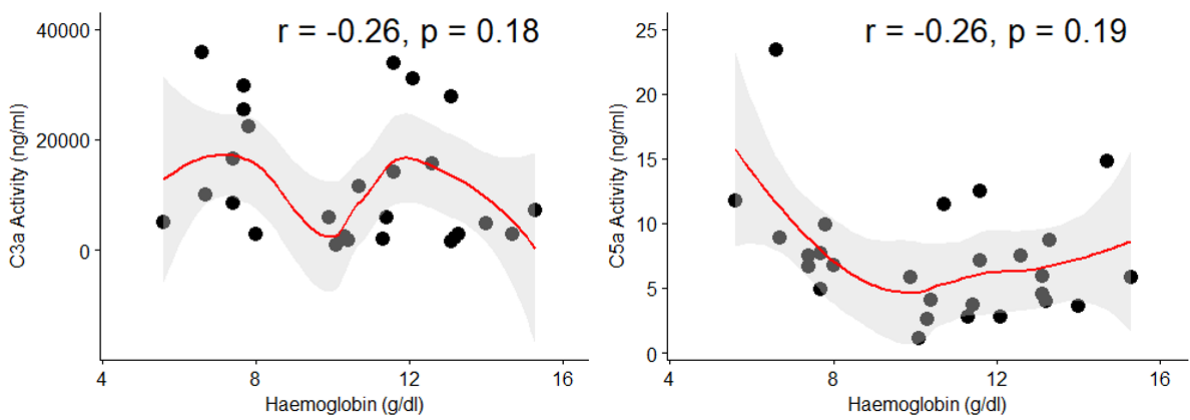 r = -0.26, p = 0.18
C3a Activity (ng/ml)
40000
20000
0
4 8 12 16
Haemoglobin (g/dl)
r = -0.26, p = 0.19
C5a Activity (ng/ml)
25
20
15
10
5
0
4 8 12 16
Haemoglobin (g/dl)